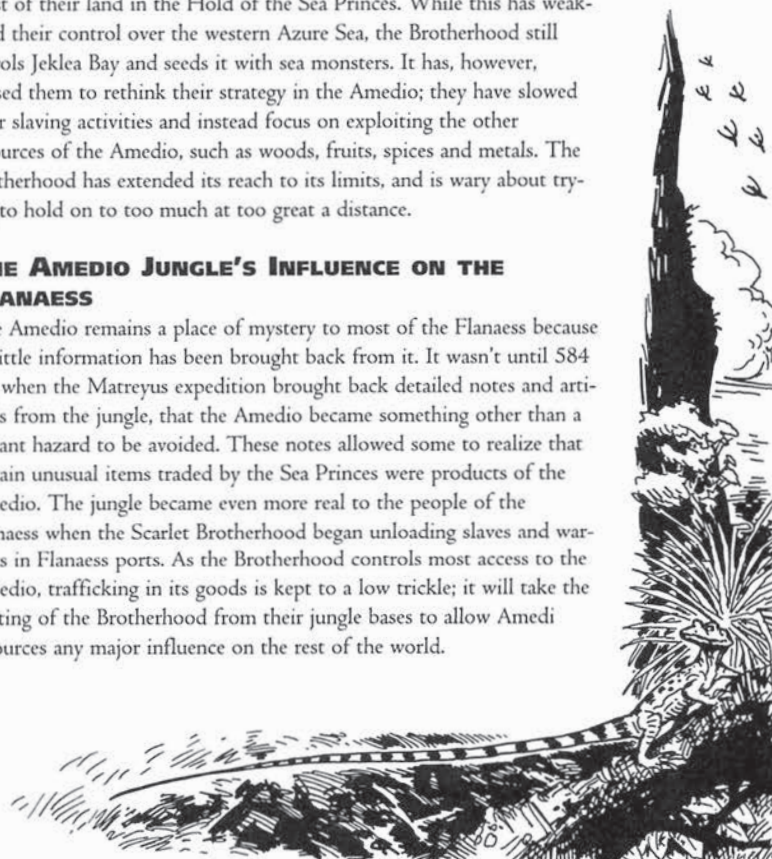 of their land in the Hold of the Sea Princes. While this has weak-
their control over the western Azure Sea, the Brotherhood still
Jeklea Bay and seeds it with sea monsters. It has, however,
them to rethink their strategy in the Amedio; they have slowed
slaving activities and instead focus on exploiting the other
of the Amedio, such as woods, fruits, spices and metals. The
has extended its reach to its limits, and is wary about try-
to hold on to too much at too great a distance.
AMEDIO JUNGLE'S INFLUENCE ON THE
Amedio remains a place of mystery to most of the Flanaess because
little information has been brought back from it. It wasn't until 584
when the Matreyus expedition brought back detailed notes and arti-
from the jungle, that the Amedio became something other than a
hazard to be avoided. These notes allowed some to realize that
unusual items traded by the Sea Princes were products of the
The jungle became even more real to the people of the
when the Scarlet Brotherhood began unloading slaves and war-
in Flanaess ports. As the Brotherhood controls most access to the
trafficking in its goods is kept to a low trickle; it will take the
of the Brotherhood from their jungle bases to allow Amedi
any major influence on the rest of the world.